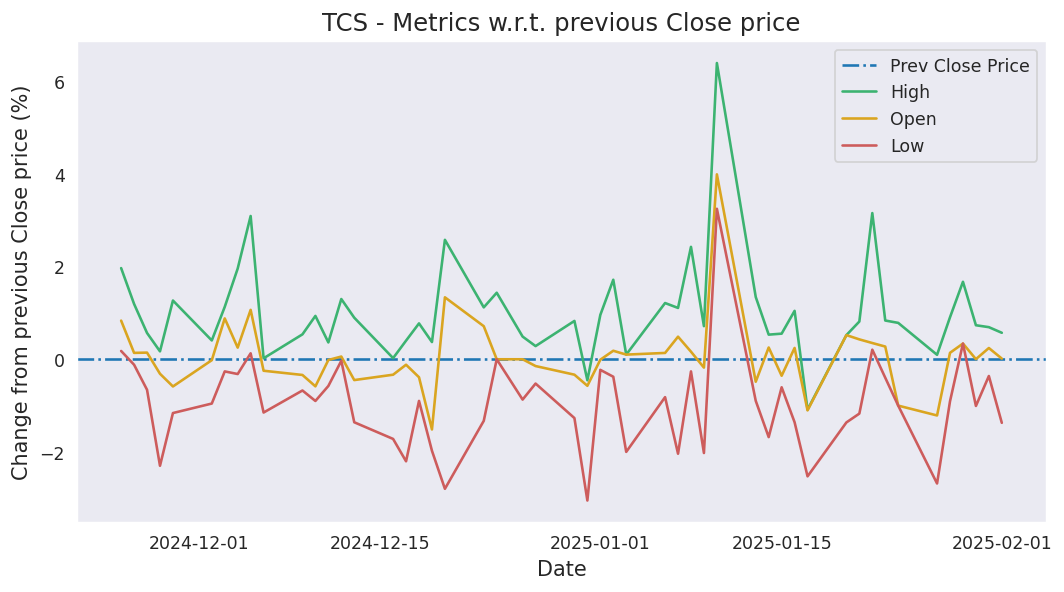 TCS - Metrics w.r.t. previous Close price
Prev Close Price
High
Open
Low
Change from previous Close price (%)
6
4
2
0
−2
2024-12-01
2024-12-15
2025-01-01
2025-01-15
2025-02-01
Date